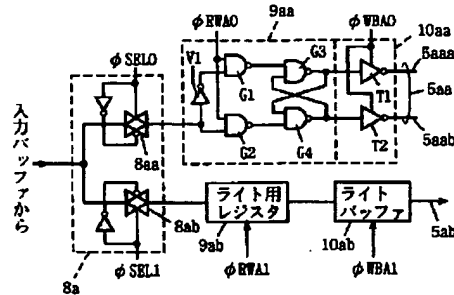 φRWA0
9aa
φWBA0
10aa
G3
5aaa
φSEL0
V1
G1
T1
5aa
入力バッファから
8aa
G2
G4
T2
5aab
ライト用
レジスタ
ライト
バッファ
8ab
9ab
10ab
5ab
8a
φSEL1
φRWA1
φWBA1